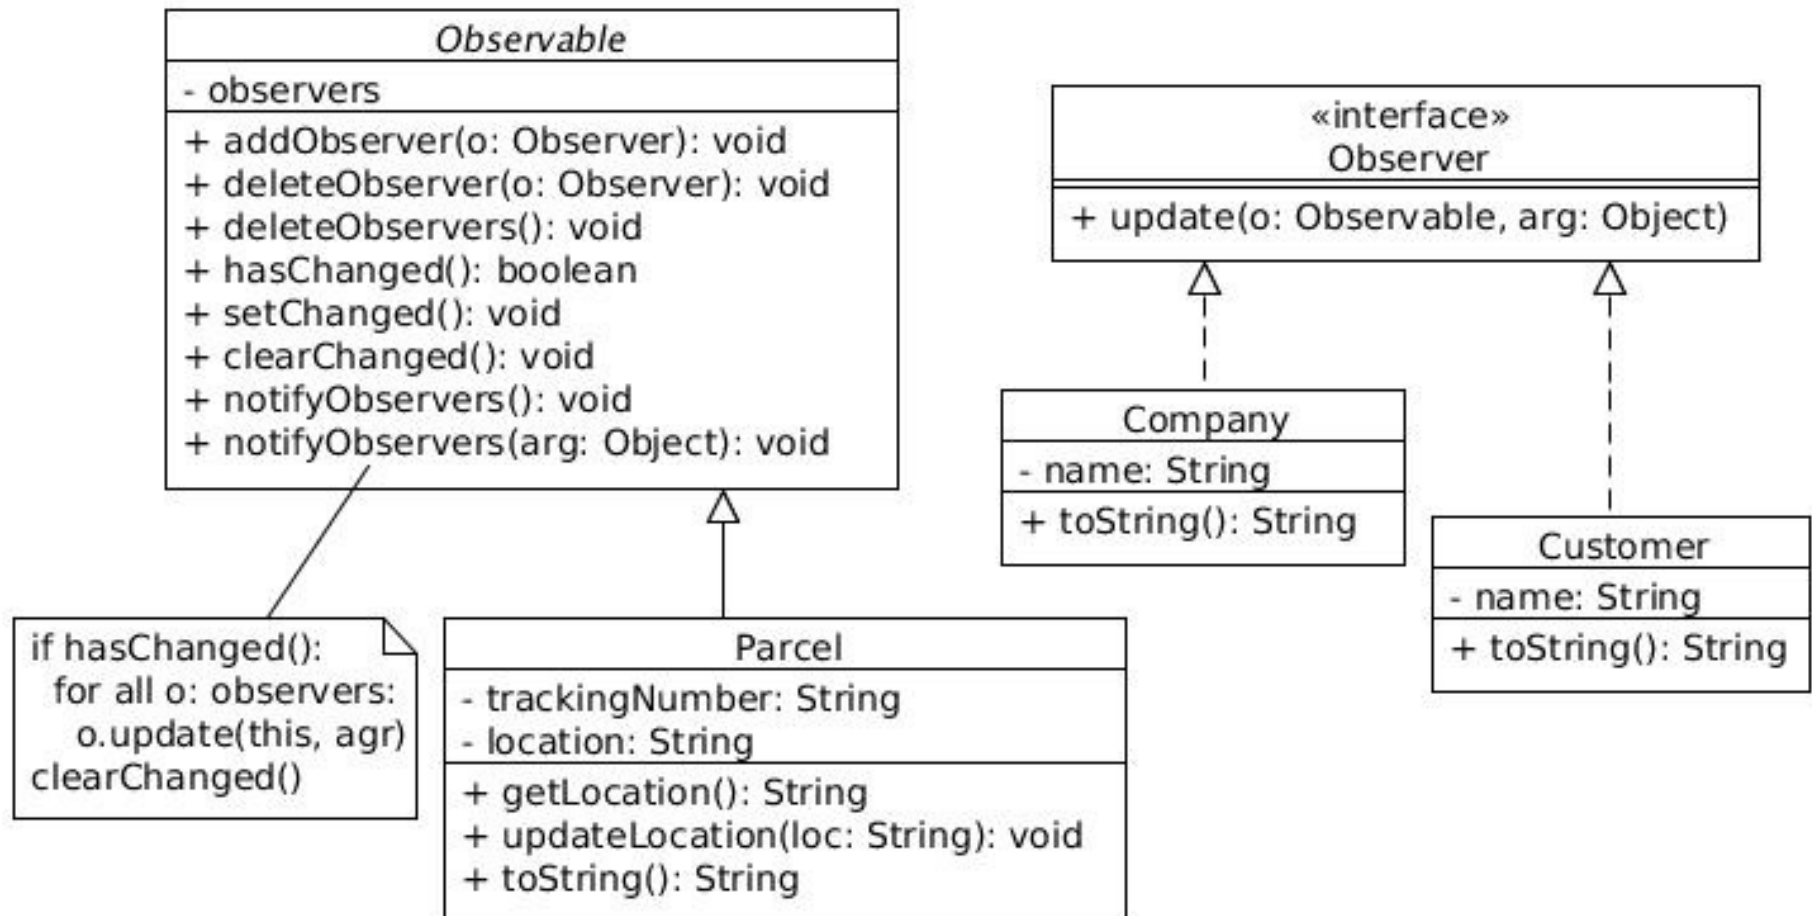 Observable
- observers
+ addObserver(o: Observer): void
+ deleteObserver(o: Observer): void
+ deleteObservers(): void
+ hasChanged(): boolean
+ setChanged(): void
+ clearChanged(): void
+ notifyObservers(): void
+ notifyObservers(arg: Object): void
«interface»
Observer
+ update(o: Observable, arg: Object)
Company
- name: String
+ toString(): String
Customer
- name: String
+ toString(): String
if hasChanged():
for all o: observers:
o.update(this, agr)
clearChanged()
Parcel
- trackingNumber: String
- location: String
+ getLocation(): String
+ updateLocation(loc: String): void
+ toString(): String